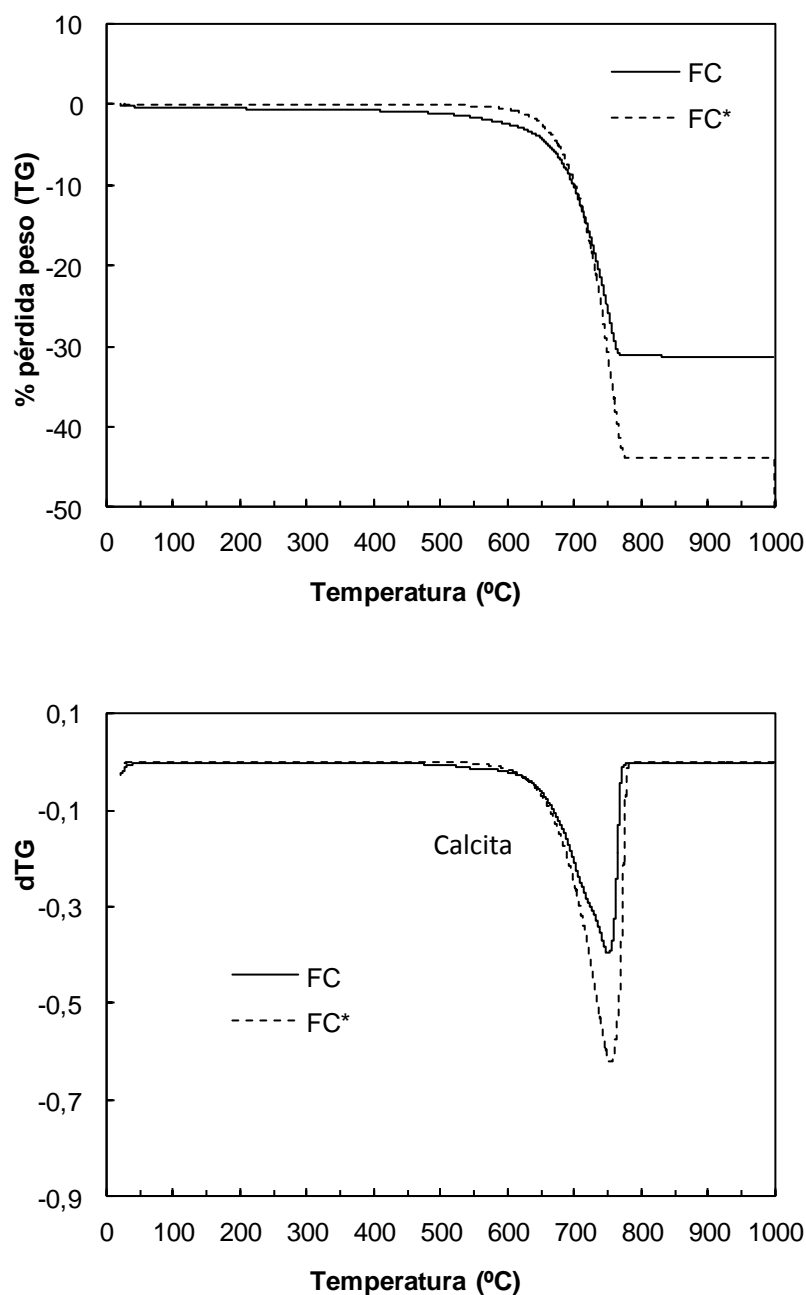 10
0
-10
-20
-30
-40
-50
% pérdida peso (TG)
FC
FC*
0 100 200 300 400 500 600 700 800 900 1000
Temperatura (ºC)
0,1
-0,1
-0,3
-0,5
-0,7
-0,9
dTG
Calcita
FC
FC*
0 100 200 300 400 500 600 700 800 900 1000
Temperatura (ºC)